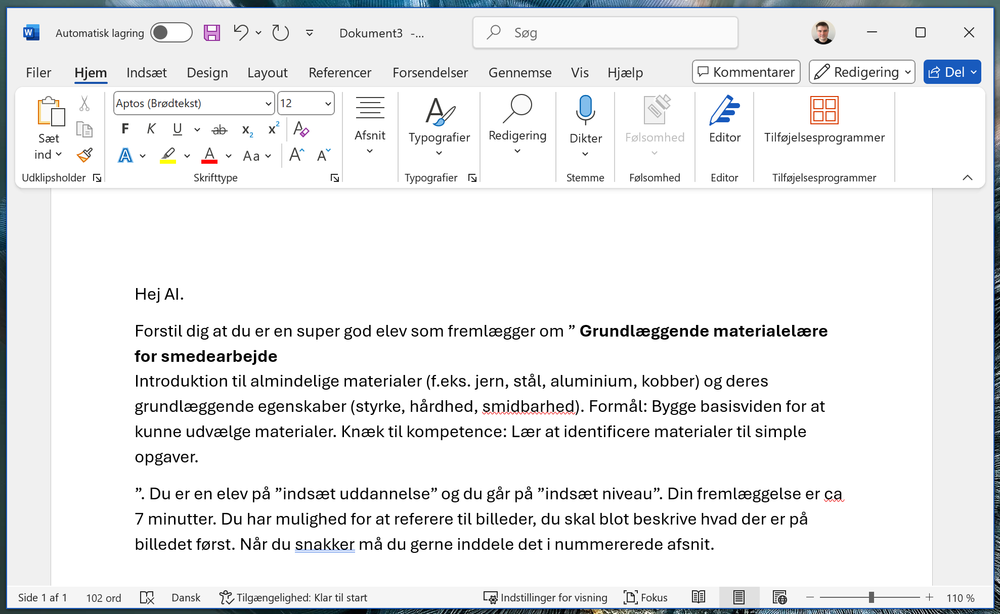 Automatisk lagring
Dokument3 -...
Søg
Filer Hjem Indsæt Design Layout Referencer Forsendelser Gennemse Vis Hjælp Kommentarer Redigering Del
Sæt
ind
Udklipsholder
Aptos (Brødtekst) 12
F K U ab x₂ x² A
A A Aa A A
Skrifttype
Afsnit
Typografier
Typografier
Redigering
Dikter
Stemme
Følsomhed
Følsomhed
Editor
Editor
Tilføjelsesprogrammer
Tilføjelsesprogrammer
Hej AI.
Forstil dig at du er en super god elev som fremlægger om ” Grundlæggende materialelære
for smedearbejde
Introduktion til almindelige materialer (f.eks. jern, stål, aluminium, kobber) og deres
grundlæggende egenskaber (styrke, hårdhed, smidbarhed). Formål: Bygge basisviden for at
kunne udvælge materialer. Knæk til kompetence: Lær at identificere materialer til simple
opgaver.
”. Du er en elev på ”indsæt uddannelse” og du går på ”indsæt niveau”. Din fremlæggelse er ca
7 minutter. Du har mulighed for at referere til billeder, du skal blot beskrive hvad der er på
billedet først. Når du snakker må du gerne inddele det i nummererede afsnit.
Side 1 af 1 102 ord Dansk Tilgængelighed: Klar til start Indstillinger for visning Fokus 110 %